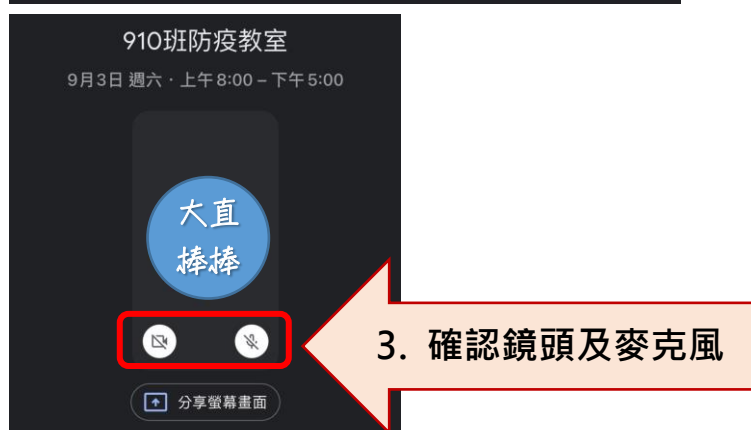 910班防疫教室
9月3日 週六 · 上午 8:00 – 下午 5:00
大直
棒棒
3. 確認鏡頭及麥克風
分享螢幕畫面